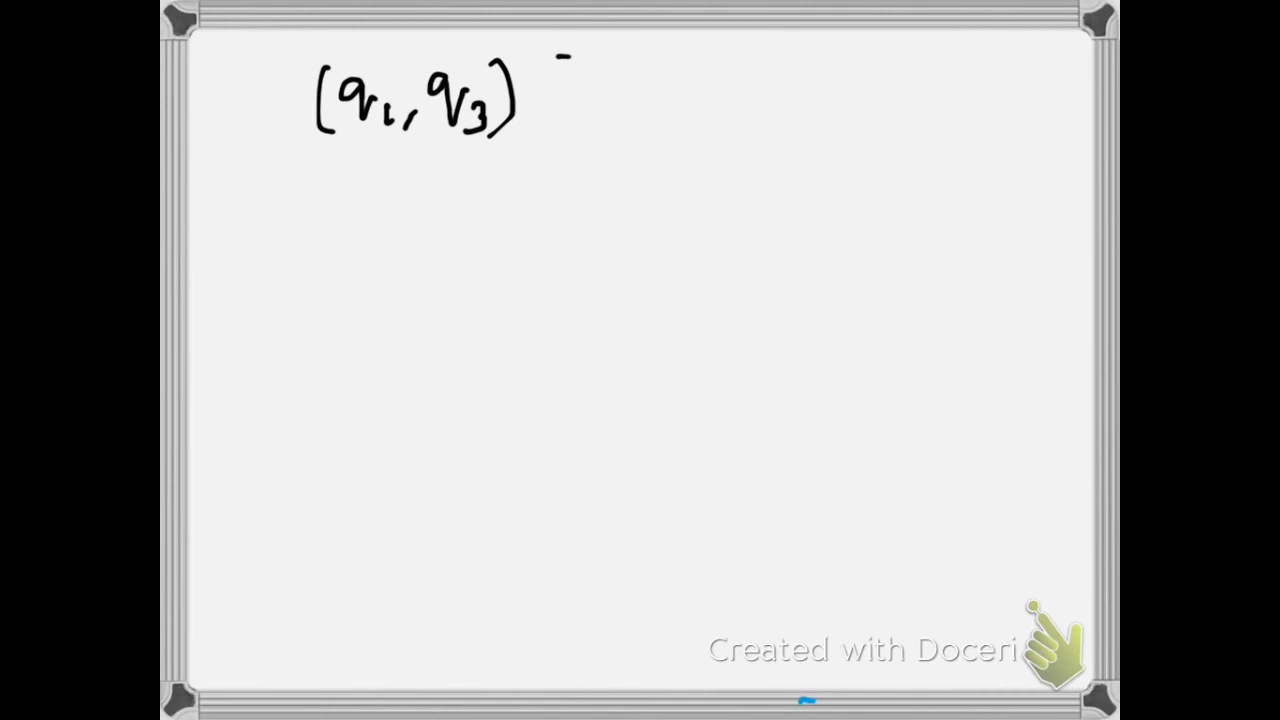 (q₁, q₃) -
Created with Doceri